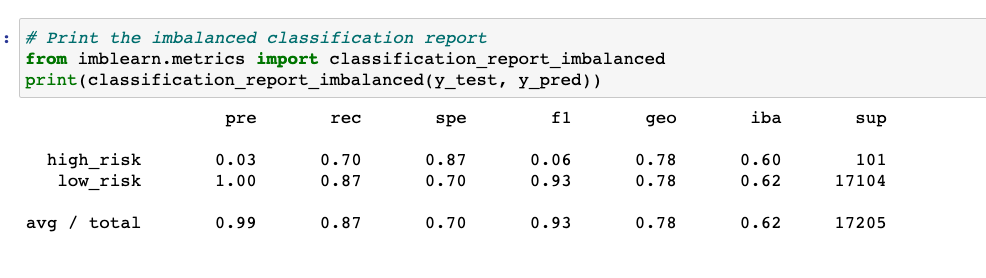 :
# Print the imbalanced classification report
from imblearn.metrics import classification_report_imbalanced
print(classification_report_imbalanced(y_test, y_pred))
pre rec spe f1 geo iba sup
high_risk 0.03 0.70 0.87 0.06 0.78 0.60 101
low_risk 1.00 0.87 0.70 0.93 0.78 0.62 17104
avg / total 0.99 0.87 0.70 0.93 0.78 0.62 17205